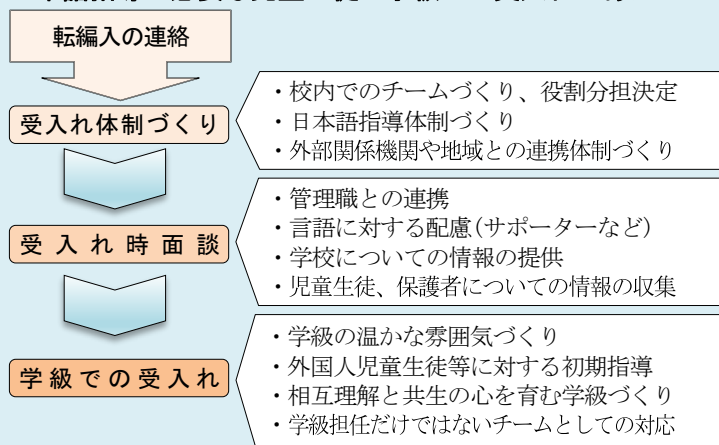 転編入の連絡
受入れ体制づくり
・校内でのチームづくり、役割分担決定
・日本語指導体制づくり
・外部関係機関や地域との連携体制づくり
受入れ時面談
・管理職との連携
・言語に対する配慮(サポーターなど)
・学校についての情報の提供
・児童生徒、保護者についての情報の収集
学級での受入れ
・学級の温かな雰囲気づくり
・外国人児童生徒等に対する初期指導
・相互理解と共生の心を育む学級づくり
・学級担任だけではないチームとしての対応